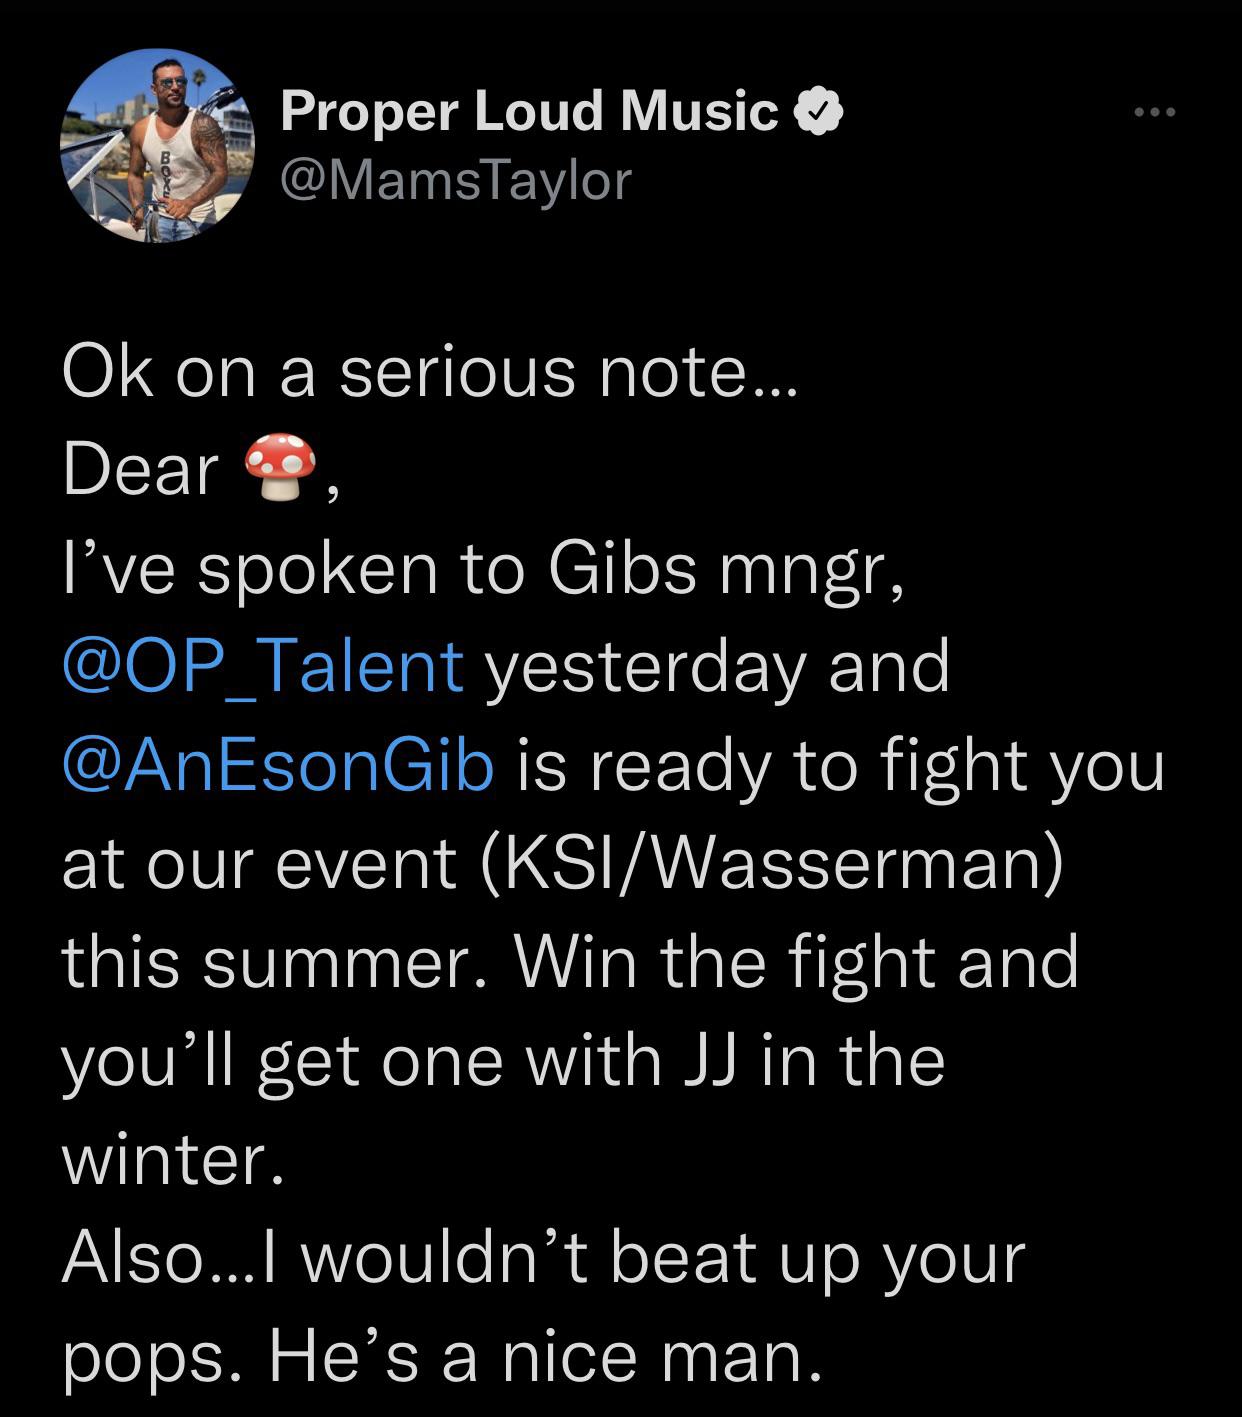 Proper Loud Music
@MamsTaylor
Ok on a serious note...
Dear 🍄,
I’ve spoken to Gibs mngr,
@OP_Talent yesterday and
@AnEsonGib is ready to fight you
at our event (KSI/Wasserman)
this summer. Win the fight and
you’ll get one with JJ in the
winter.
Also...I wouldn’t beat up your
pops. He’s a nice man.